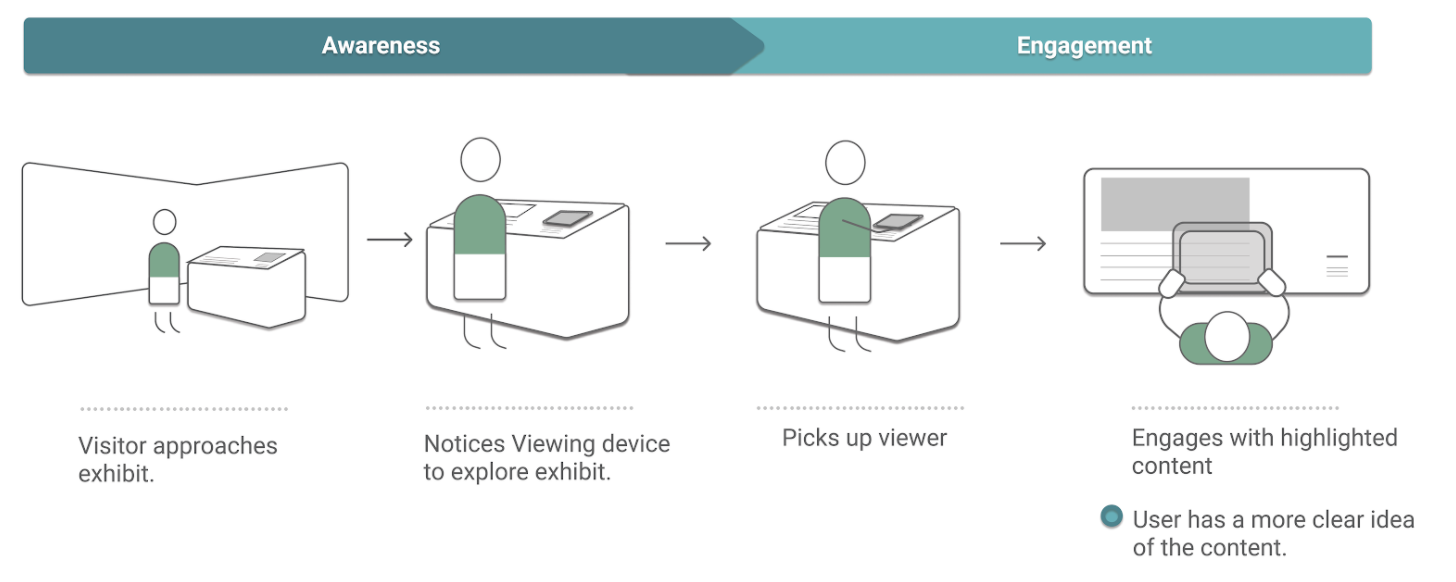 Awareness
Engagement
Visitor approaches
exhibit.
Notices Viewing device
to explore exhibit.
Picks up viewer
Engages with highlighted
content
User has a more clear idea
of the content.